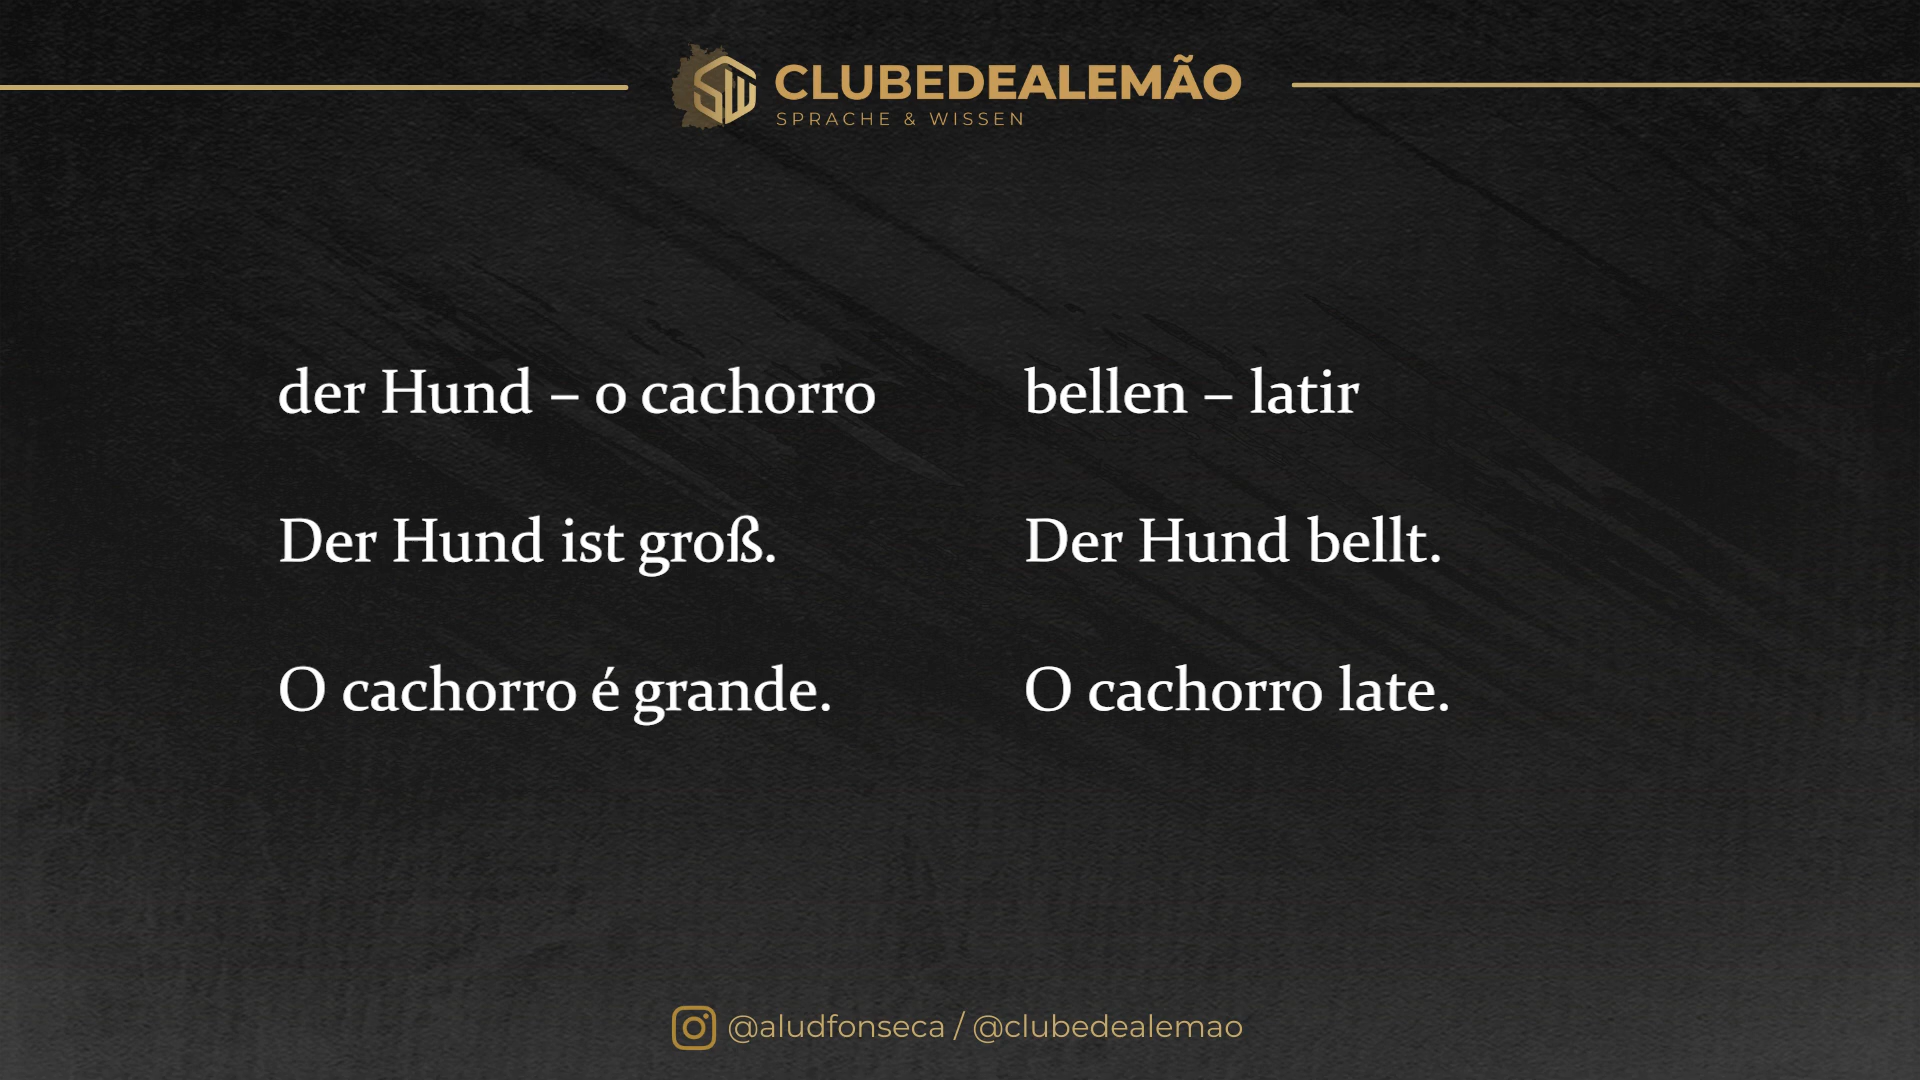 CLUBEDEALEMÃO
SPRACHE & WISSEN
der Hund – o cachorro
Der Hund ist groß.
O cachorro é grande.
bellen – latir
Der Hund bellt.
O cachorro late.
@aludfonseca / @clubedealemao